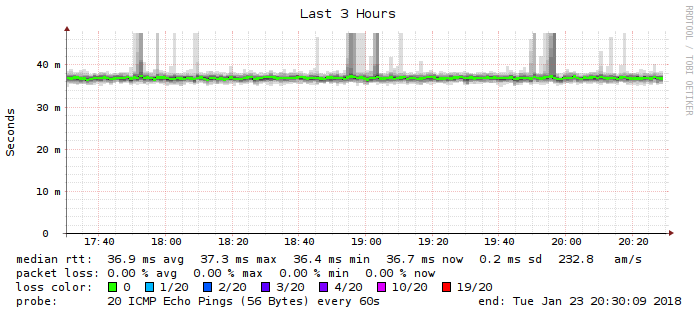 Last 3 Hours
RRDTOOL / TOBI OETIKER
Seconds
40 m
30 m
20 m
10 m
0
17:40 18:00 18:20 18:40 19:00 19:20 19:40 20:00 20:20
median rtt: 36.9 ms avg 37.3 ms max 36.4 ms min 36.7 ms now 0.2 ms sd 232.8 am/s
packet loss: 0.00 % avg 0.00 % max 0.00 % min 0.00 % now
loss color: 0 1/20 2/20 3/20 4/20 10/20 19/20
probe: 20 ICMP Echo Pings (56 Bytes) every 60s end: Tue Jan 23 20:30:09 2018